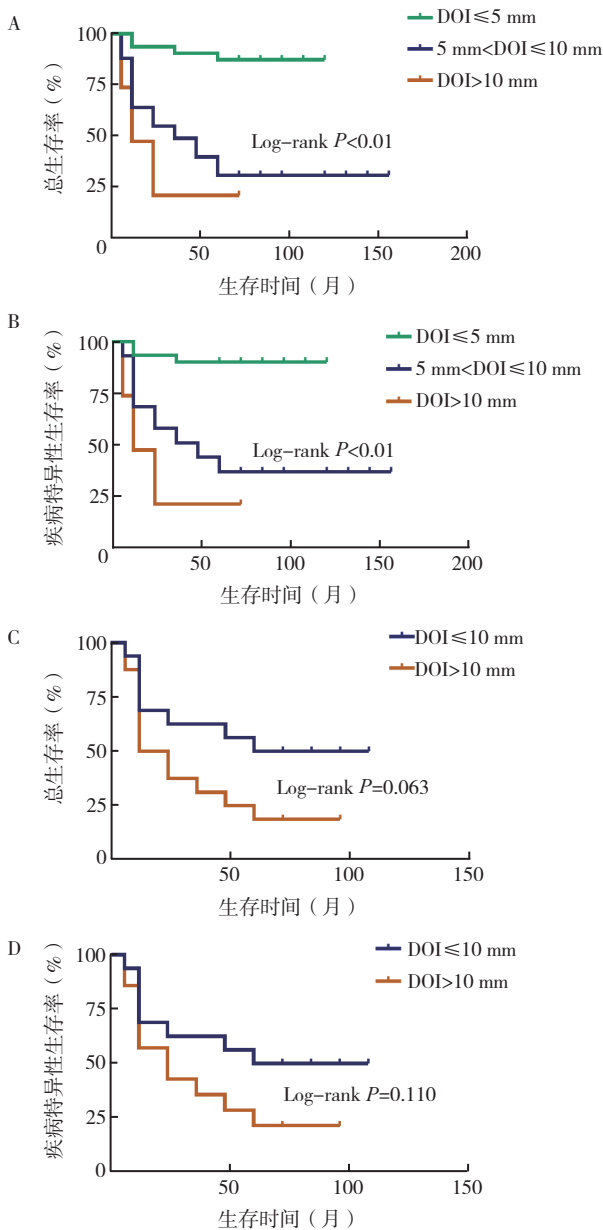 A
DOI≤5 mm
5 mm<DOI≤10 mm
DOI>10 mm
100
75
50
25
0
总生存率（%）
Log-rank P<0.01
50
100
150
200
生存时间（月）
B
DOI≤5 mm
5 mm<DOI≤10 mm
DOI>10 mm
100
75
50
25
0
疾病特异性生存率（%）
Log-rank P<0.01
50
100
150
200
生存时间（月）
C
DOI≤10 mm
DOI>10 mm
100
75
50
25
0
总生存率（%）
Log-rank P=0.063
50
100
150
生存时间（月）
D
DOI≤10 mm
DOI>10 mm
100
75
50
25
0
疾病特异性生存率（%）
Log-rank P=0.110
50
100
150
生存时间（月）